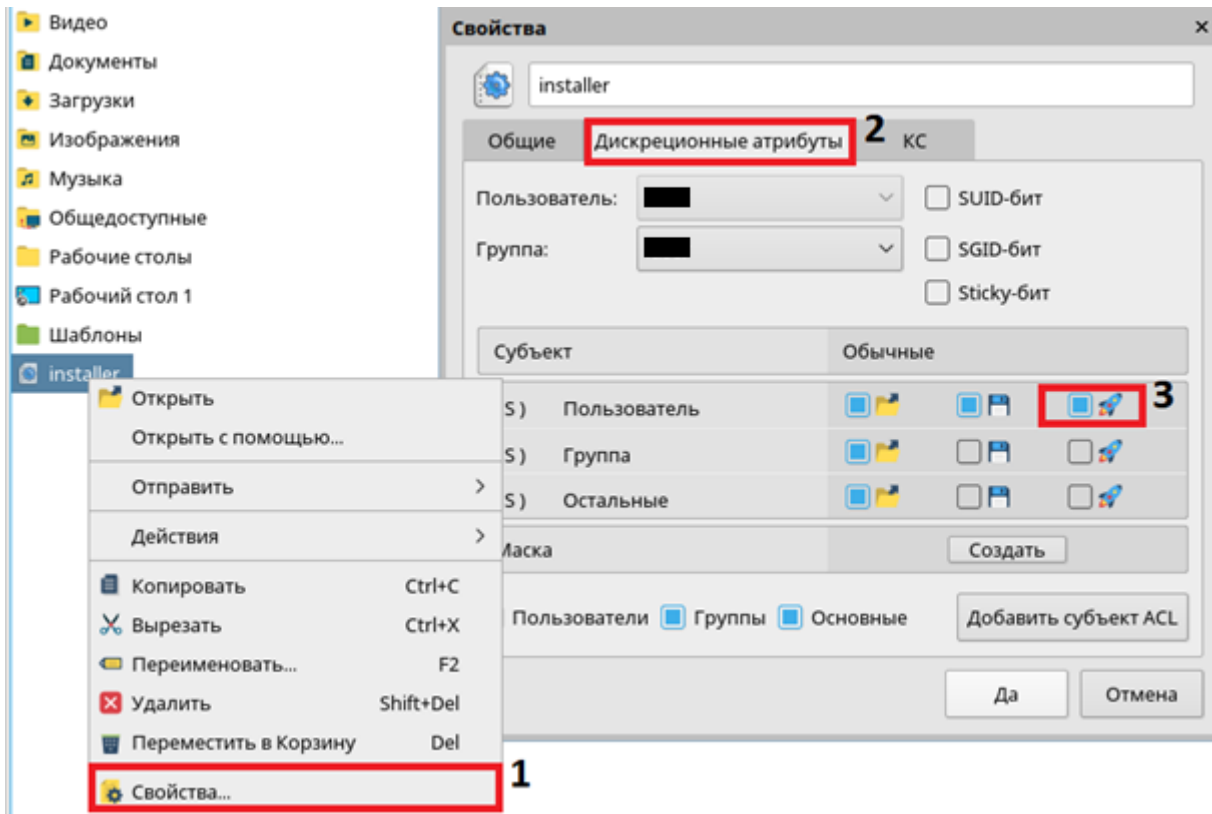 Видео
Документы
Загрузки
Изображения
Музыка
Общедоступные
Рабочие столы
Рабочий стол 1
Шаблоны
installer
Открыть
Открыть с помощью...
Отправить
Действия
Копировать Ctrl+C
Вырезать Ctrl+X
Переименовать... F2
Удалить Shift+Del
Переместить в Корзину Del
Свойства...
1
Свойства
installer
Общие Дискреционные атрибуты 2 КС
Пользователь: SUID-бит
Группа: SGID-бит
Sticky-бит
Субъект Обычные
S) Пользователь 3
S) Группа
S) Остальные
Маска Создать
Пользователи Группы Основные Добавить субъект ACL
Да Отмена